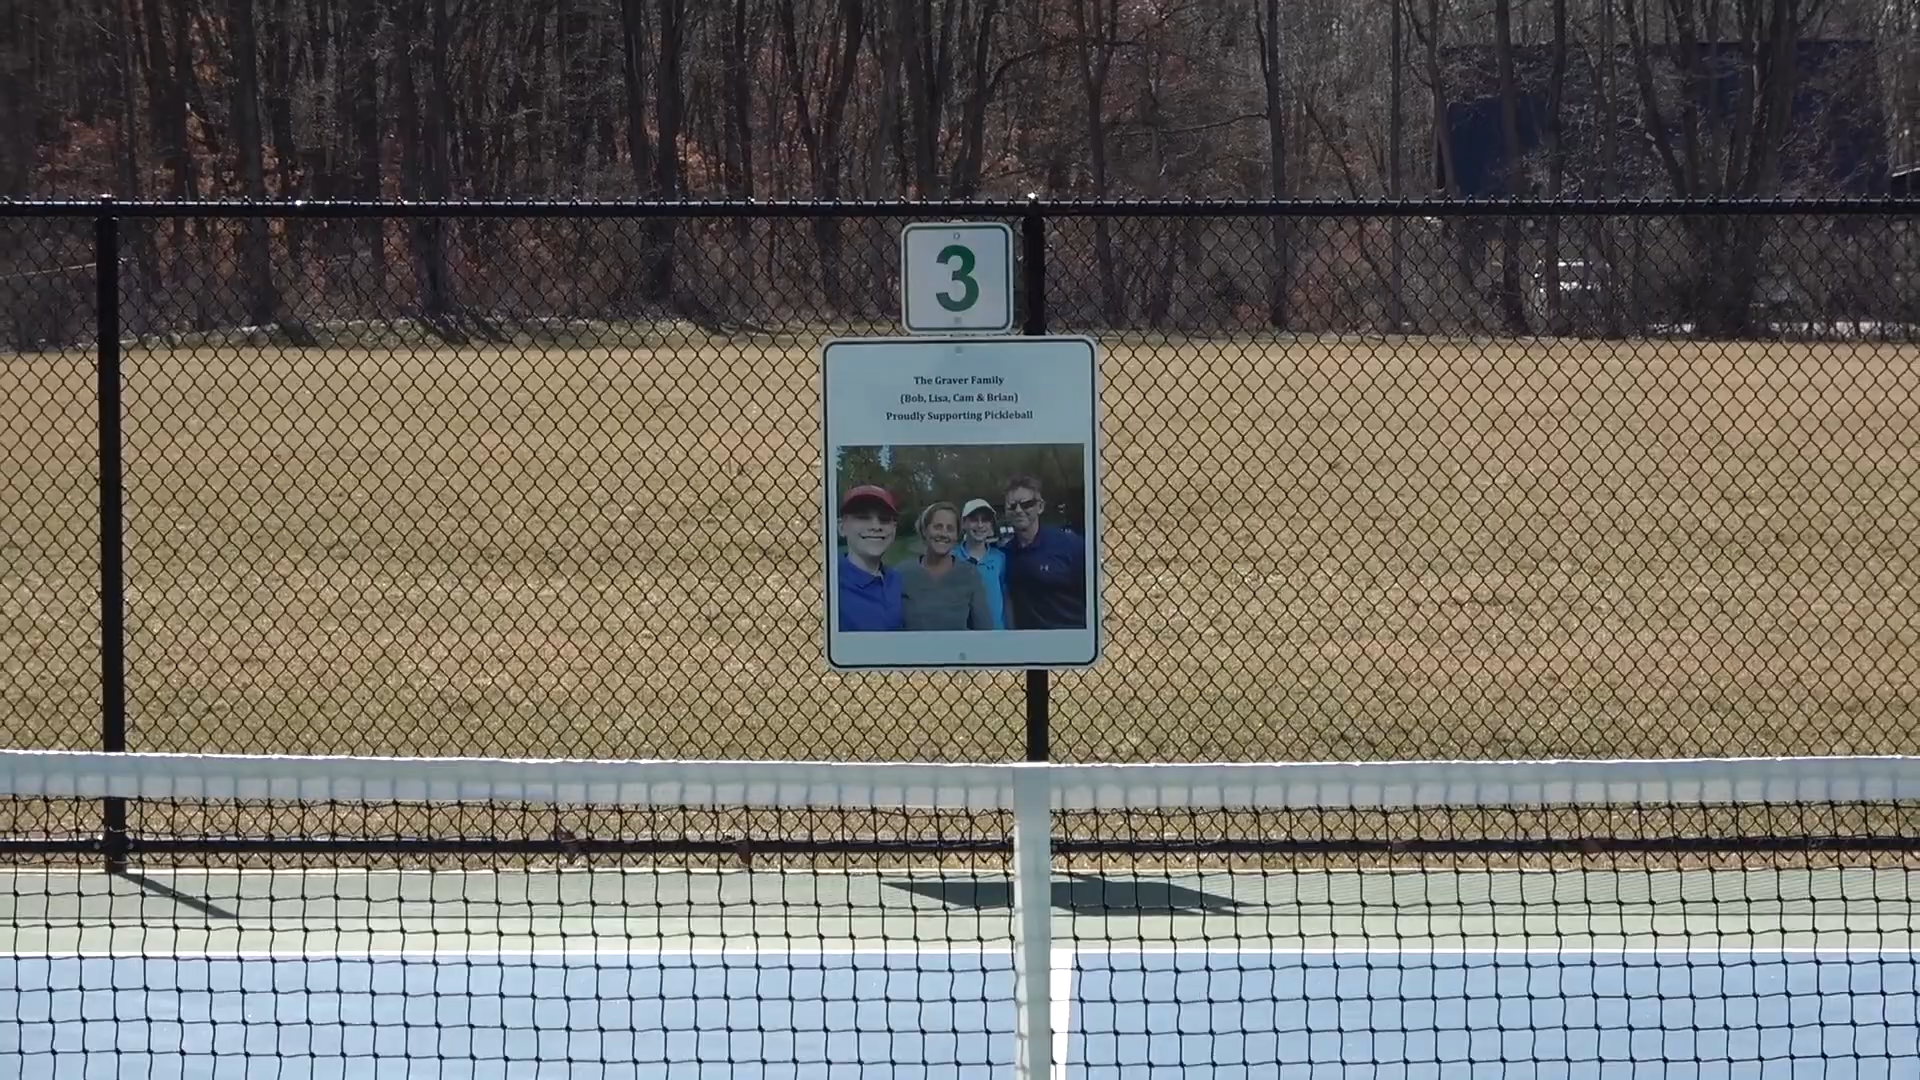 3
The Graver Family
(Bob, Lisa, Cam & Brian)
Proudly Supporting Pickleball